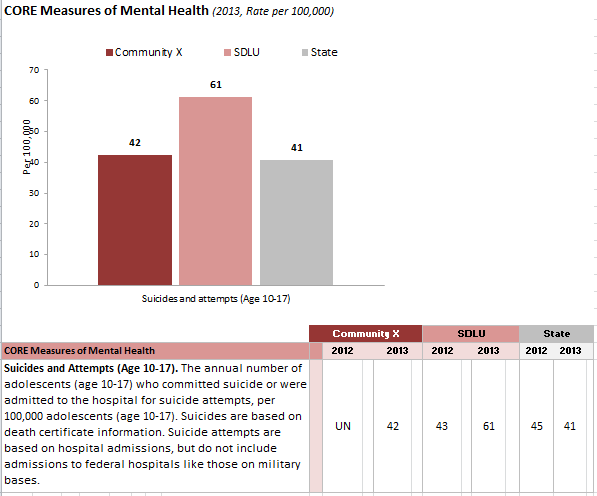 CORE Measures of Mental Health (2013, Rate per 100,000)
Community X SDLU State
70
60
50
40
30
20
10
0
Per 100,000
42
61
41
Suicides and attempts (Age 10-17)
Community X SDLU State
CORE Measures of Mental Health 2012 2013 2012 2013 2012 2013
Suicides and Attempts (Age 10-17). The annual number of
adolescents (age 10-17) who committed suicide or were
admitted to the hospital for suicide attempts, per
100,000 adolescents (age 10-17). Suicides are based on
death certificate information. Suicide attempts are
based on hospital admissions, but do not include
admissions to federal hospitals like those on military
bases.
UN 42 43 61 45 41